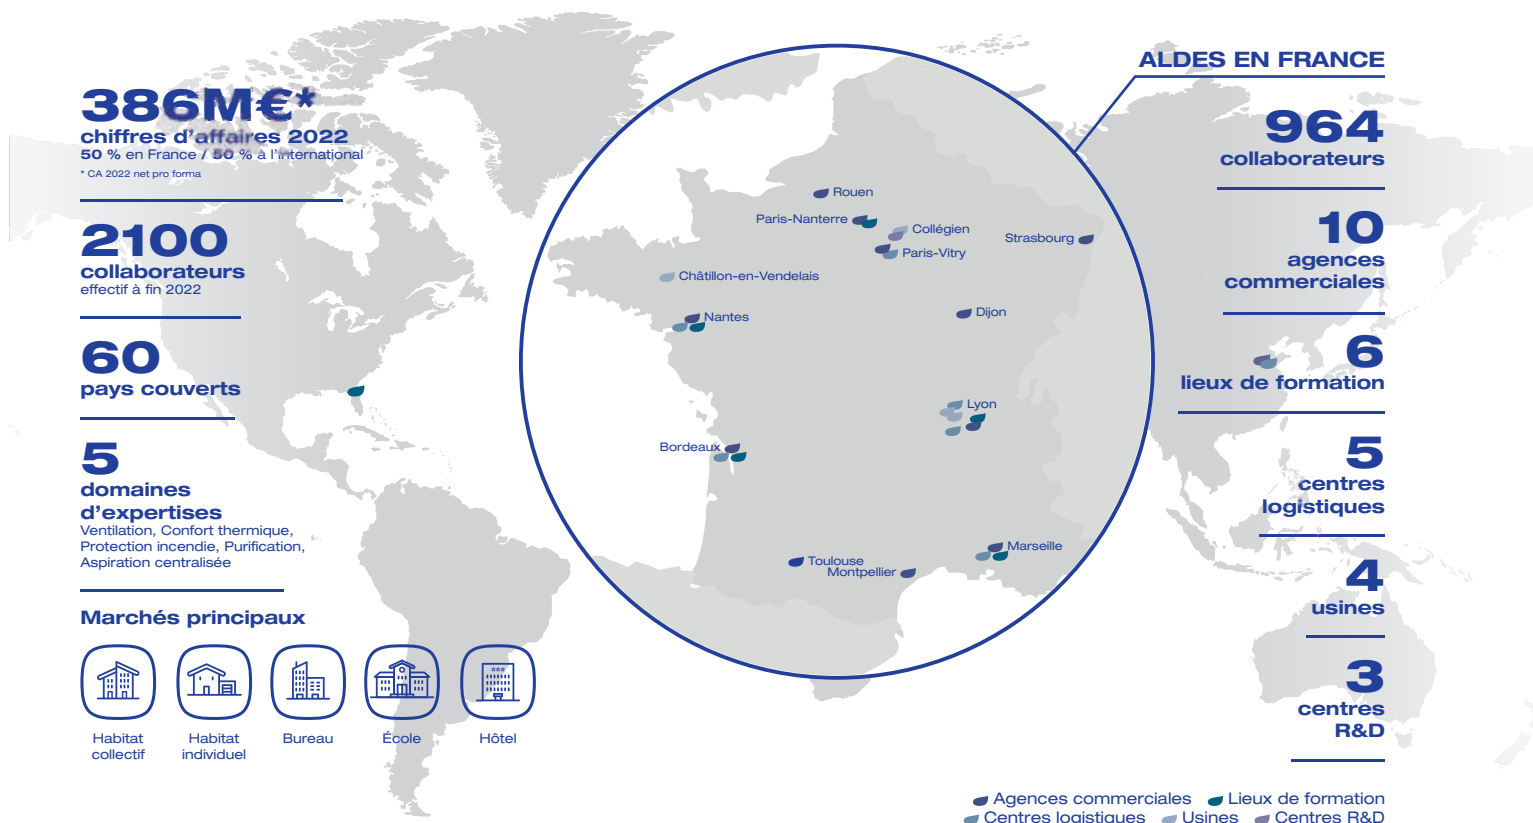 386M€*
chiffres d'affaires 2022
50 % en France / 50 % à l'international
* CA 2022 net pro forma
2100
collaborateurs
effectif à fin 2022
60
pays couverts
5
domaines
d'expertises
Ventilation, Confort thermique,
Protection incendie, Purification,
Aspiration centralisée
Marchés principaux
Habitat
collectif
Habitat
individuel
Bureau
École
Hôtel
Rouen
Paris-Nanterre
Collégien
Strasbourg
Paris-Vitry
Châtillon-en-Vendelais
Nantes
Dijon
Lyon
Bordeaux
Marseille
Toulouse
Montpellier
ALDES EN FRANCE
964
collaborateurs
10
agences
commerciales
6
lieux de formation
5
centres
logistiques
4
usines
3
centres
R&D
Agences commerciales Lieux de formation
Centres logistiques Usines Centres R&D